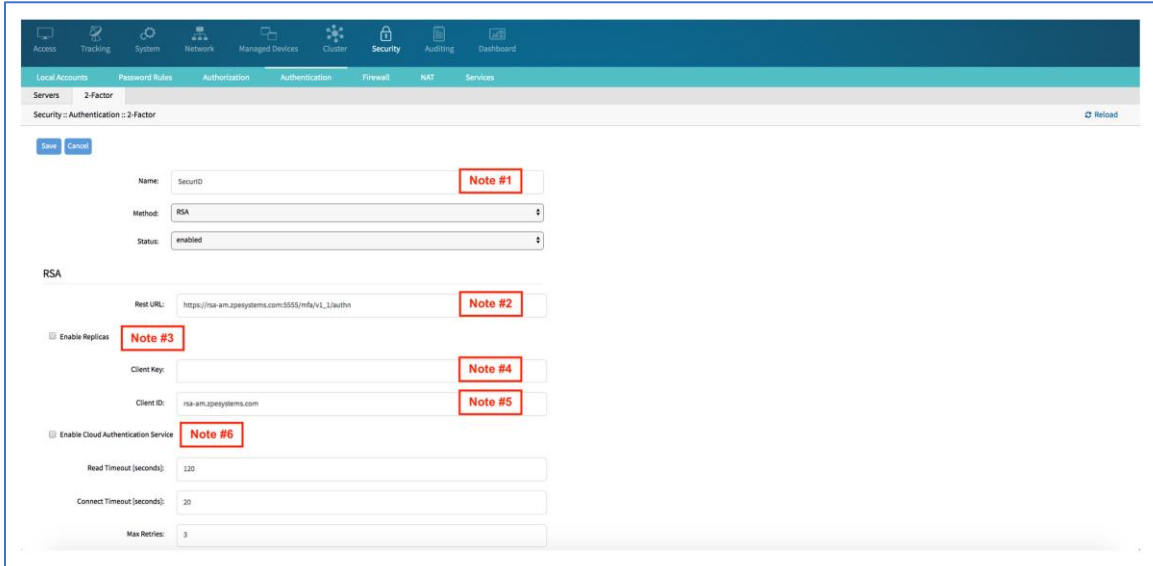 Access Tracking System Network Managed Devices Cluster Security Auditing Dashboard
Local Accounts Password Rules Authorization Authentication Firewall NAT Services
Servers 2-Factor
Security :: Authentication :: 2-Factor Reload
Save Cancel
Name: SecurID Note #1
Method: RSA
Status: enabled
RSA
Rest URL: https://rsa-am.zpesystems.com:5555/mfa/v1_1/authn Note #2
Enable Replicas Note #3
Client Key: Note #4
Client ID: rsa-am.zpesystems.com Note #5
Enable Cloud Authentication Service Note #6
Read Timeout [seconds]: 120
Connect Timeout [seconds]: 20
Max Retries: 3